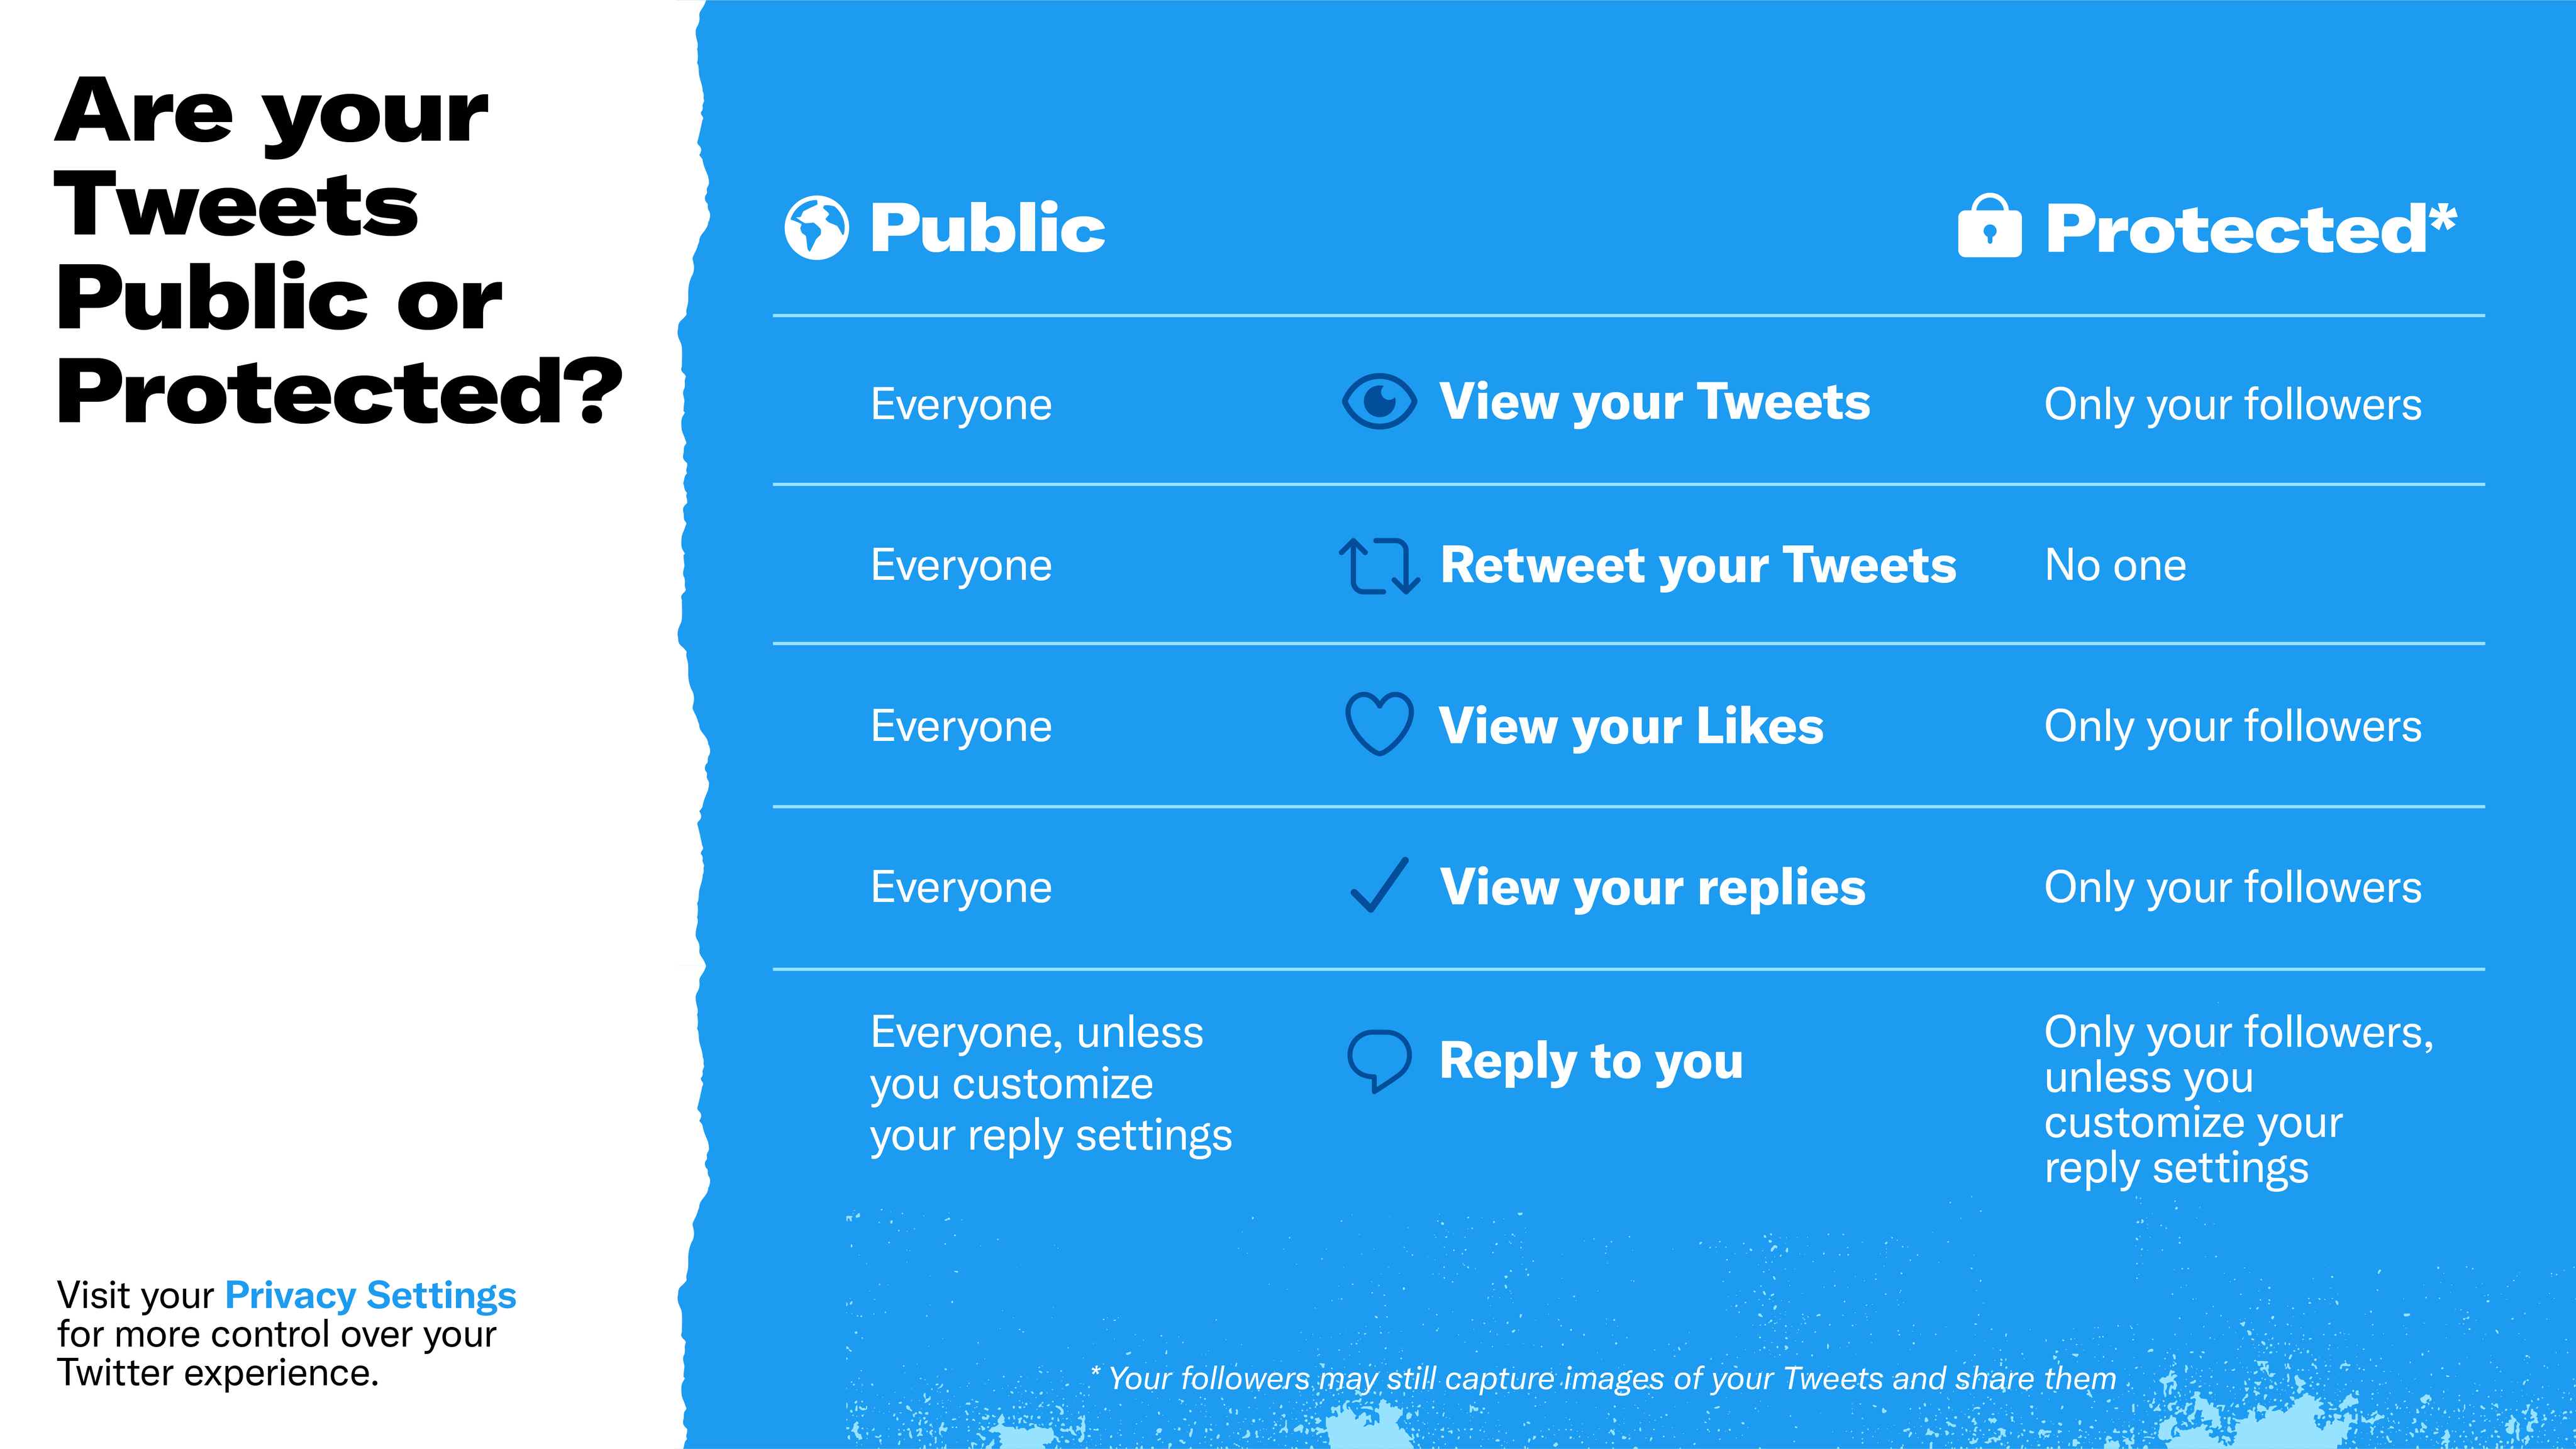 Are your
Tweets
Public or
Protected?
Visit your Privacy Settings
for more control over your
Twitter experience.
Public
Protected*
Everyone
View your Tweets
Only your followers
Everyone
Retweet your Tweets
No one
Everyone
View your Likes
Only your followers
Everyone
View your replies
Only your followers
Everyone, unless
you customize
your reply settings
Reply to you
Only your followers,
unless you
customize your
reply settings
* Your followers may still capture images of your Tweets and share them